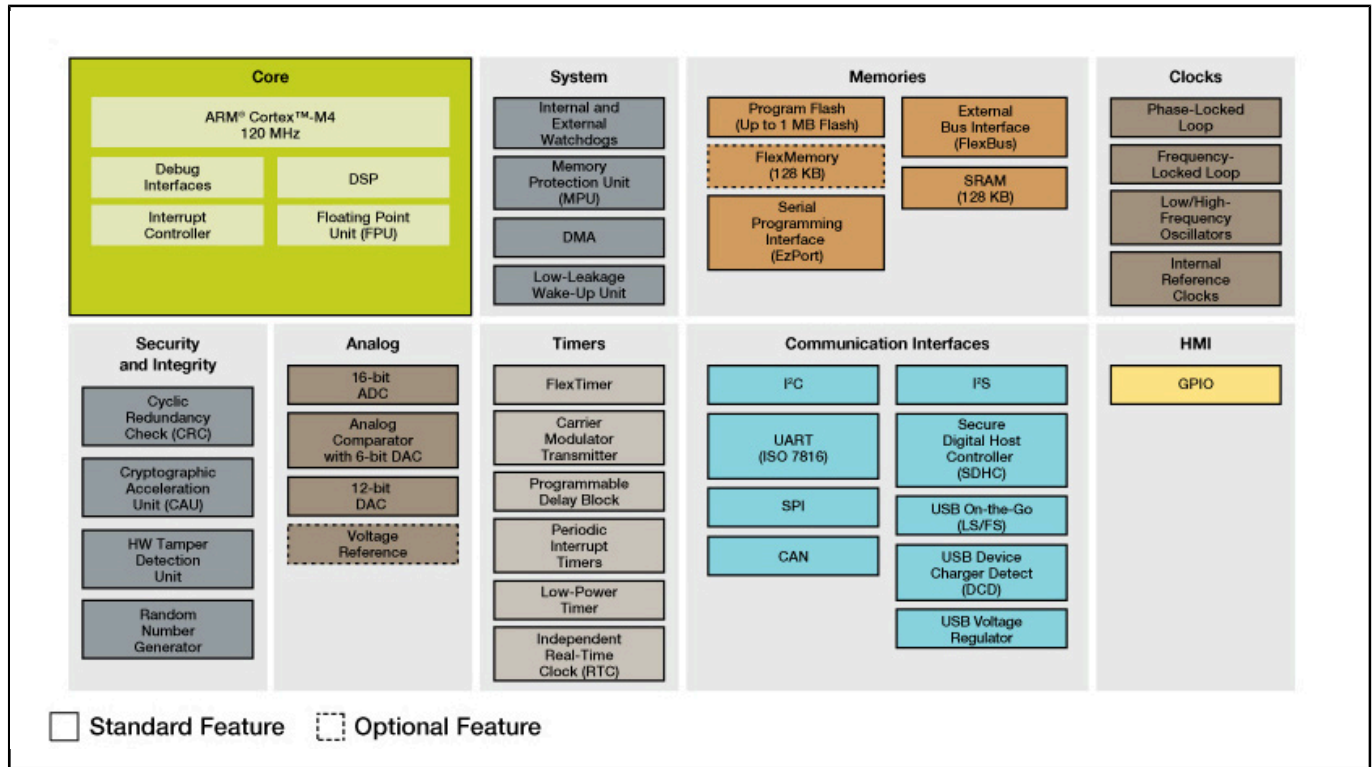 Core
ARM® Cortex™-M4
120 MHz
Debug
Interfaces
DSP
Interrupt
Controller
Floating Point
Unit (FPU)
System
Internal and
External
Watchdogs
Memory
Protection Unit
(MPU)
DMA
Low-Leakage
Wake-Up Unit
Memories
Program Flash
(Up to 1 MB Flash)
External
Bus Interface
(FlexBus)
FlexMemory
(128 KB)
SRAM
(128 KB)
Serial
Programming
Interface
(EzPort)
Clocks
Phase-Locked
Loop
Frequency-
Locked Loop
Low/High-
Frequency
Oscillators
Internal
Reference
Clocks
Security
and Integrity
Cyclic
Redundancy
Check (CRC)
Cryptographic
Acceleration
Unit (CAU)
HW Tamper
Detection
Unit
Random
Number
Generator
Analog
16-bit
ADC
Analog
Comparator
with 6-bit DAC
12-bit
DAC
Voltage
Reference
Timers
FlexTimer
Carrier
Modulator
Transmitter
Programmable
Delay Block
Periodic
Interrupt
Timers
Low-Power
Timer
Independent
Real-Time
Clock (RTC)
Communication Interfaces
I²C
I²S
UART
(ISO 7816)
Secure
Digital Host
Controller
(SDHC)
SPI
USB On-the-Go
(LS/FS)
CAN
USB Device
Charger Detect
(DCD)
USB Voltage
Regulator
HMI
GPIO
Standard Feature
Optional Feature